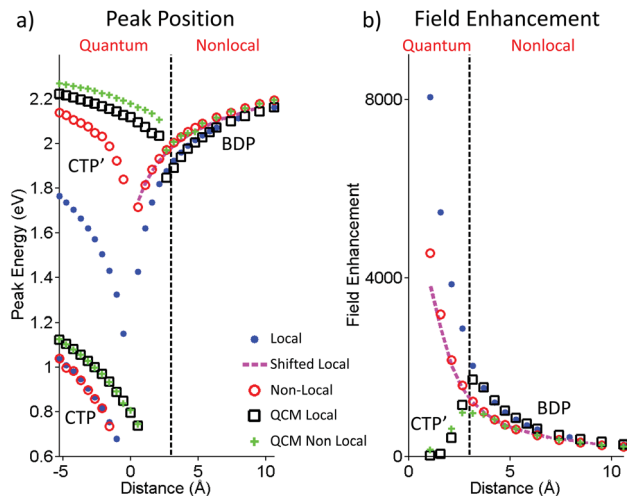 a) Peak Position
Quantum Nonlocal
Peak Energy (eV)
2.2
2
1.8
1.6
1.4
1.2
1
0.8
0.6
CTP’
BDP
CTP
-5 0 5 10
Distance (Å)
Local
Shifted Local
Non-Local
QCM Local
QCM Non Local
b) Field Enhancement
Quantum Nonlocal
Field Enhancement
8000
4000
0
CTP’
BDP
0 5 10
Distance (Å)